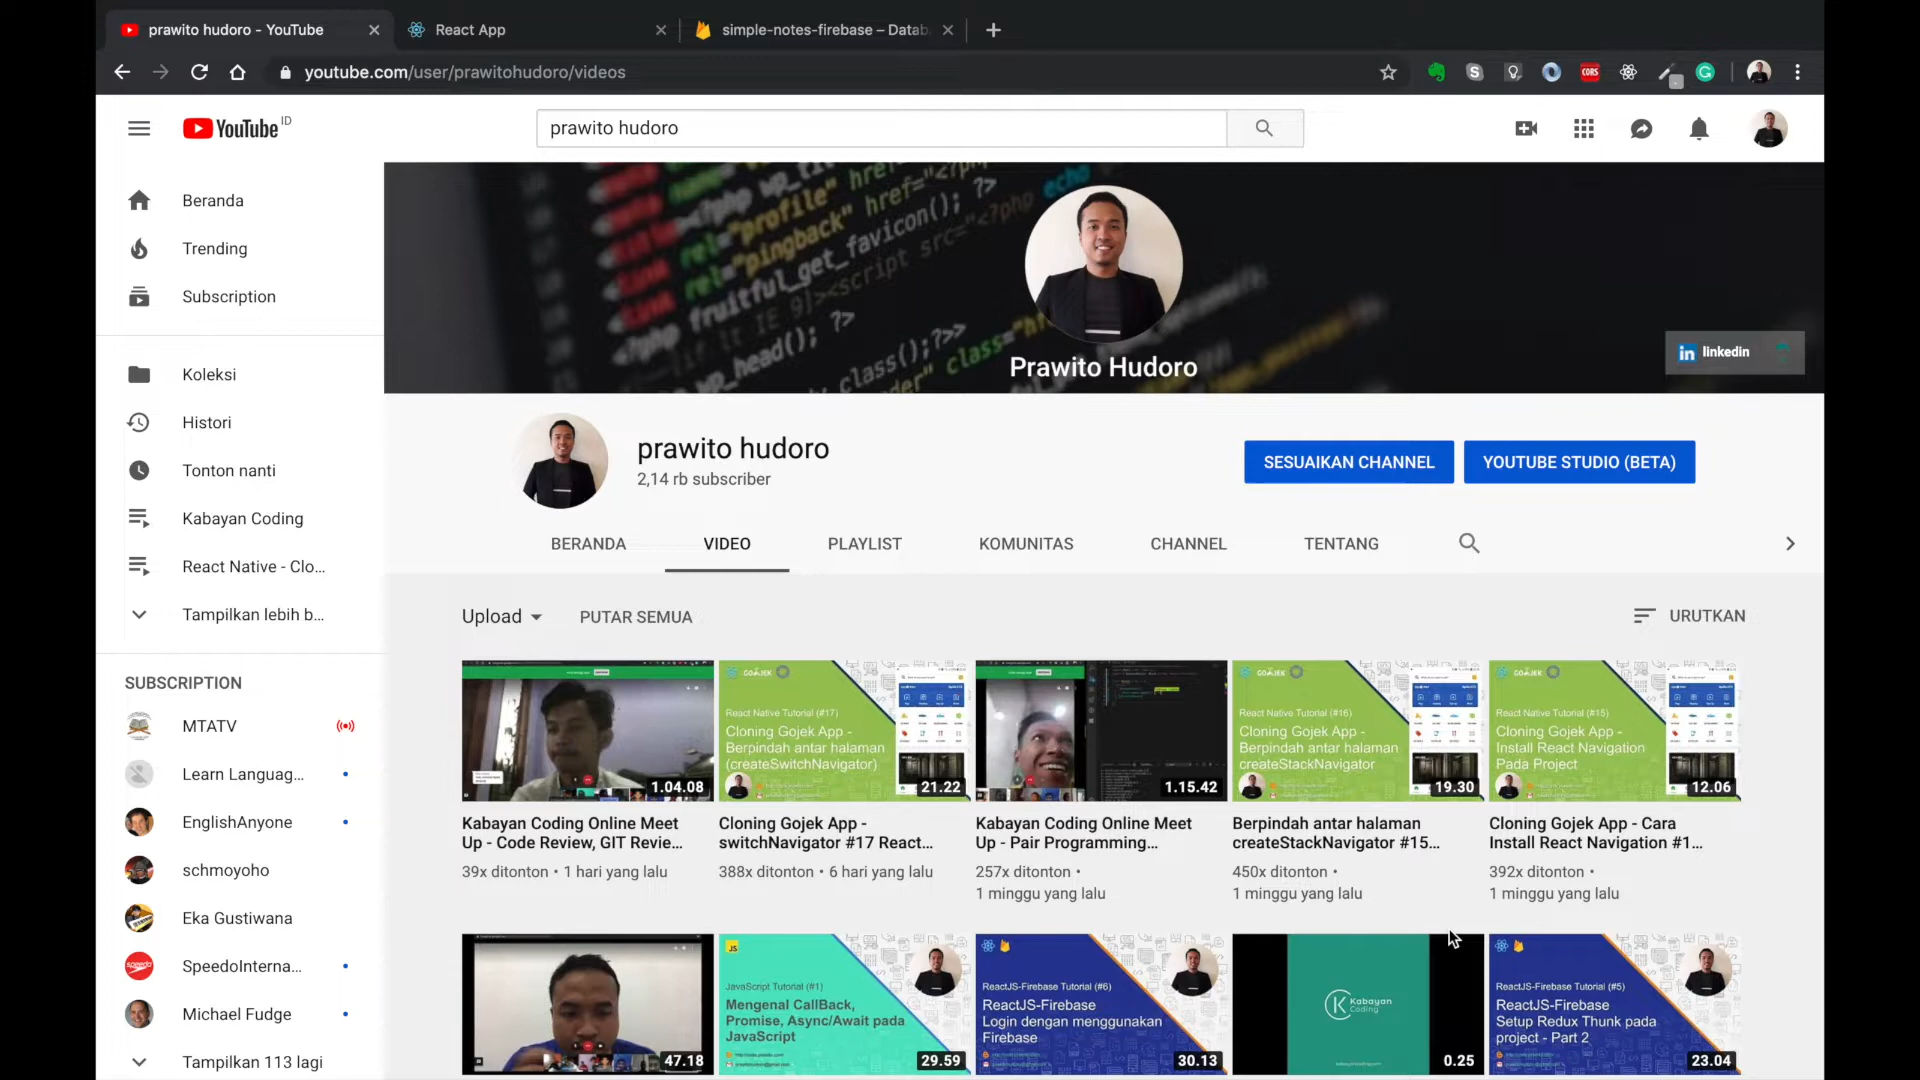 prawito hudoro - YouTube
React App
simple-notes-firebase – Datab
youtube.com/user/prawitohudoro/videos
CORS
YouTube ID
prawito hudoro
Beranda
Trending
Subscription
Koleksi
Histori
Tonton nanti
Kabayan Coding
React Native - Clo...
Tampilkan lebih b...
SUBSCRIPTION
MTATV
Learn Languag...
EnglishAnyone
schmoyoho
Eka Gustiwana
SpeedoInterna...
Michael Fudge
Tampilkan 113 lagi
Prawito Hudoro
linkedin
prawito hudoro
2,14 rb subscriber
SESUAIKAN CHANNEL
YOUTUBE STUDIO (BETA)
BERANDA
VIDEO
PLAYLIST
KOMUNITAS
CHANNEL
TENTANG
Upload
PUTAR SEMUA
URUTKAN
1.04.08
Kabayan Coding Online Meet
Up - Code Review, GIT Revie...
39x ditonton • 1 hari yang lalu
GOJEK
React Native Tutorial (#17)
Cloning Gojek App -
Berpindah antar halaman
(createSwitchNavigator)
21.22
Cloning Gojek App -
switchNavigator #17 React...
388x ditonton • 6 hari yang lalu
1.15.42
Kabayan Coding Online Meet
Up - Pair Programming...
257x ditonton •
1 minggu yang lalu
GOJEK
React Native Tutorial (#16)
Cloning Gojek App -
Berpindah antar halaman
createStackNavigator
19.30
Berpindah antar halaman
createStackNavigator #15...
450x ditonton •
1 minggu yang lalu
GOJEK
React Native Tutorial (#15)
Cloning Gojek App -
Install React Navigation
Pada Project
12.06
Cloning Gojek App - Cara
Install React Navigation #1...
392x ditonton •
1 minggu yang lalu
47.18
JS
JavaScript Tutorial (#1)
Mengenal CallBack,
Promise, Async/Await pada
JavaScript
29.59
ReactJS-Firebase Tutorial (#6)
ReactJS-Firebase
Login dengan menggunakan
Firebase
30.13
Kabayan
Coding
0.25
ReactJS-Firebase Tutorial (#5)
ReactJS-Firebase
Setup Redux Thunk pada
project - Part 2
23.04